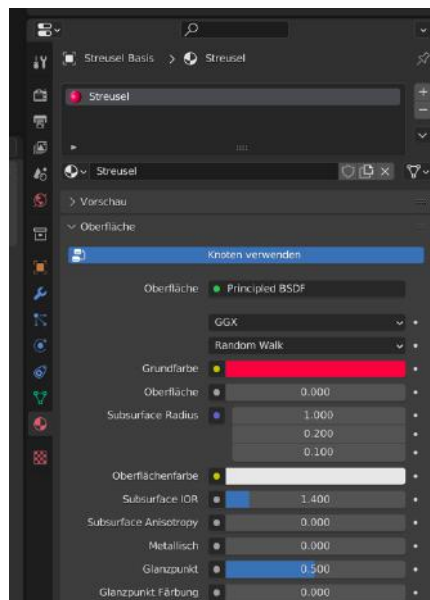 Streusel Basis > Streusel
Streusel
Streusel
> Vorschau
Oberfläche
Knoten verwenden
Oberfläche Principled BSDF
GGX
Random Walk
Grundfarbe
Oberfläche 0.000
Subsurface Radius 1.000
0.200
0.100
Oberflächenfarbe
Subsurface IOR 1.400
Subsurface Anisotropy 0.000
Metallisch 0.000
Glanzpunkt 0.500
Glanzpunkt Färbung 0.000